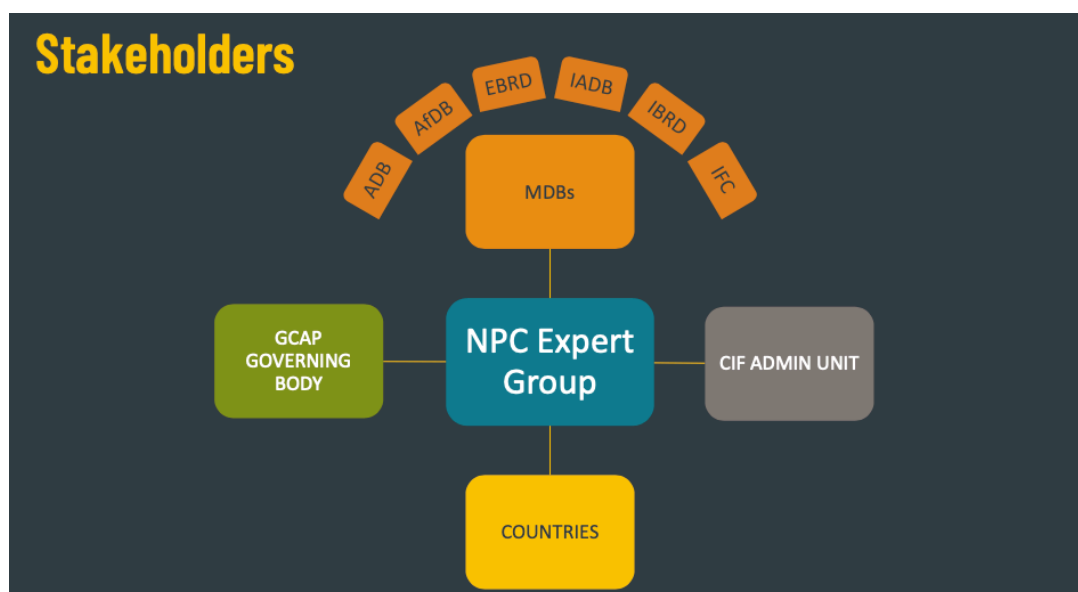 Stakeholders
ADB
AfDB
EBRD
IADB
IBRD
IFC
MDBs
GCAP
GOVERNING
BODY
NPC Expert
Group
CIF ADMIN UNIT
COUNTRIES